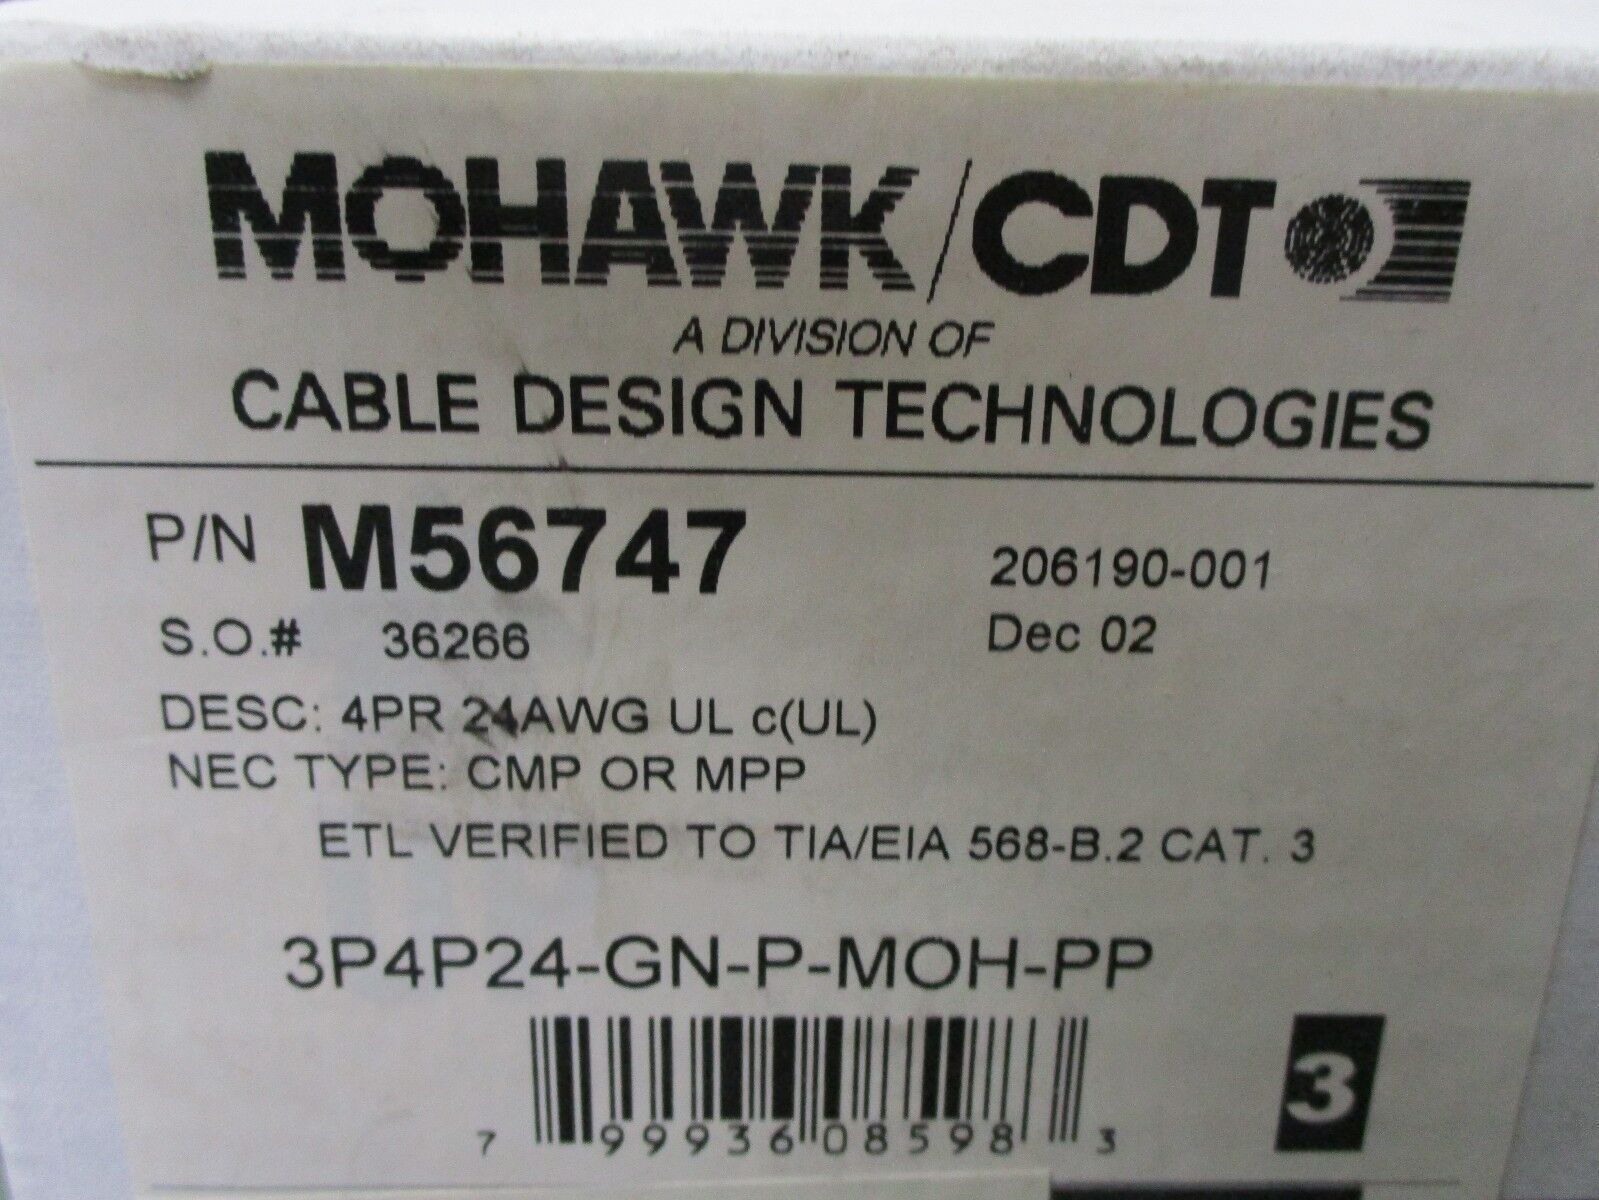 MOHAWK/CDT
A DIVISION OF
CABLE DESIGN TECHNOLOGIES
P/N M56747 206190-001
S.O.# 36266 Dec 02
DESC: 4PR 24AWG UL c(UL)
NEC TYPE: CMP OR MPP
ETL VERIFIED TO TIA/EIA 568-B.2 CAT. 3
3P4P24-GN-P-MOH-PP
3
7 99936 08598 3